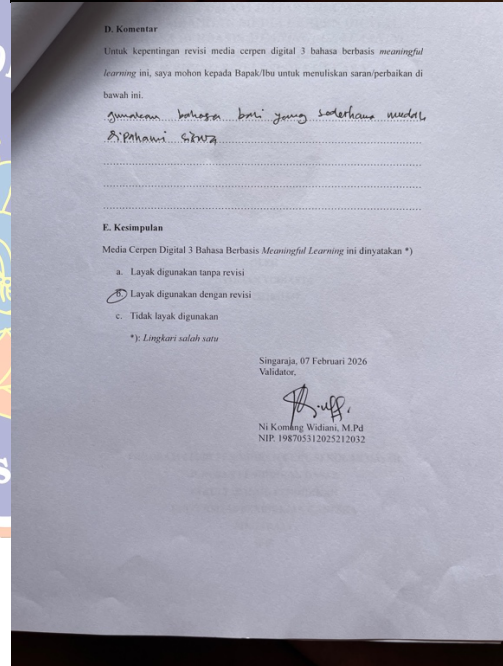 D. Komentar
Untuk kepentingan revisi media cerpen digital 3 bahasa berbasis meaningful
learning ini, saya mohon kepada Bapak/Ibu untuk menuliskan saran/perbaikan di
bawah ini.
gunakan bahasa bali yang sederhana mudah
dipahami siswa
E. Kesimpulan
Media Cerpen Digital 3 Bahasa Berbasis Meaningful Learning ini dinyatakan *)
a. Layak digunakan tanpa revisi
b. Layak digunakan dengan revisi
c. Tidak layak digunakan
*): Lingkari salah satu
Singaraja, 07 Februari 2026
Validator,
Ni Komang Widiani, M.Pd
NIP. 198705312025212032